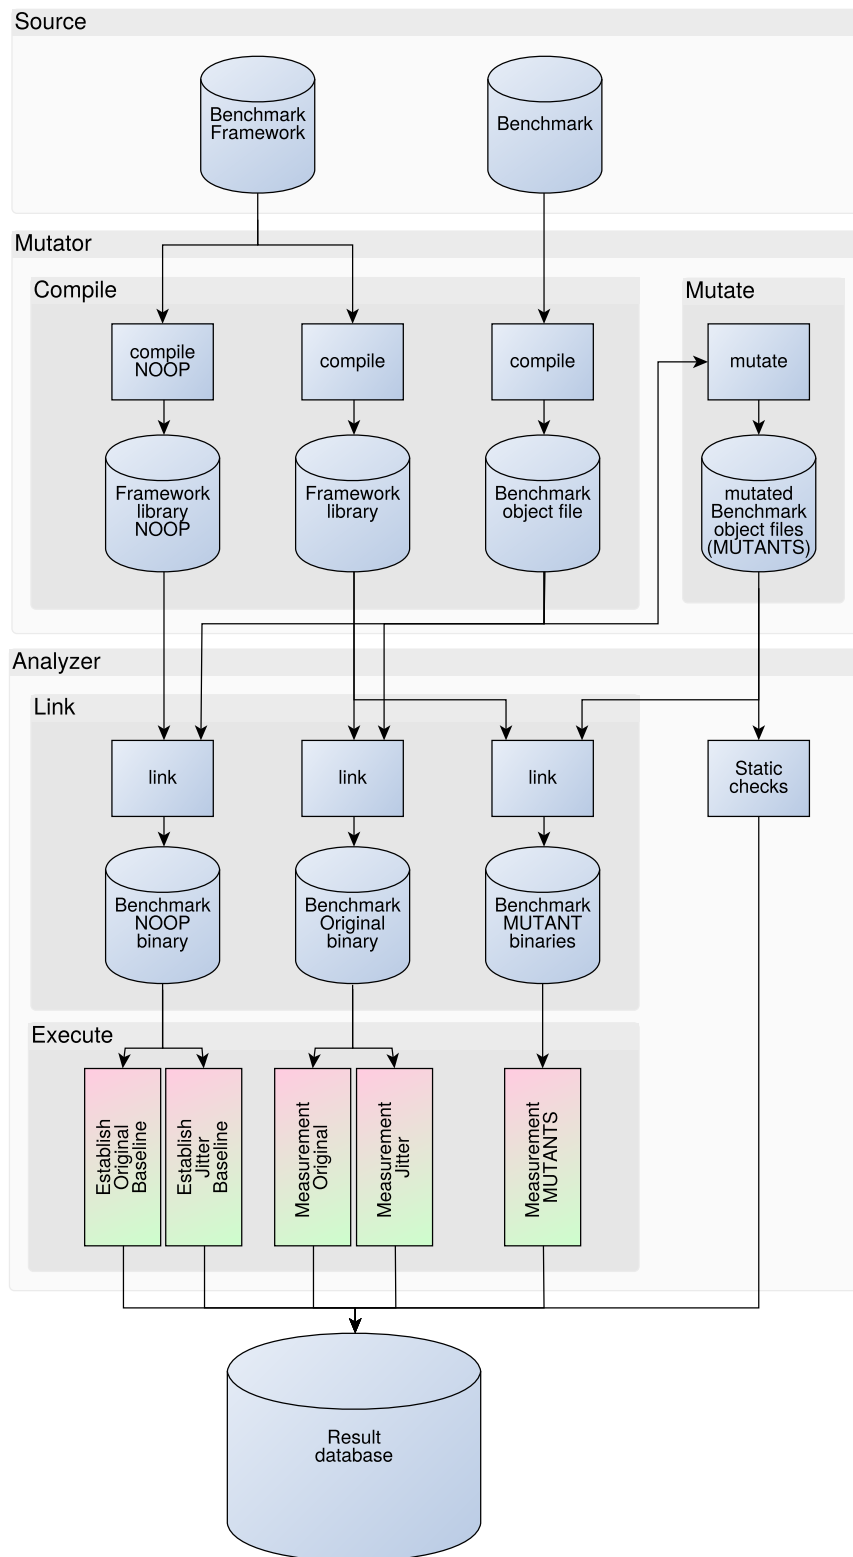 Source
Benchmark
Framework
Benchmark
Mutator
Compile
Mutate
compile
NOOP
compile
compile
mutate
Framework
library
NOOP
Framework
library
Benchmark
object file
mutated
Benchmark
object files
(MUTANTS)
Analyzer
Link
link
link
link
Static
checks
Benchmark
NOOP
binary
Benchmark
Original
binary
Benchmark
MUTANT
binaries
Execute
Establish
Original
Baseline
Establish
Jitter
Baseline
Measurement
Original
Measurement
Jitter
Measurement
MUTANTS
Result
database